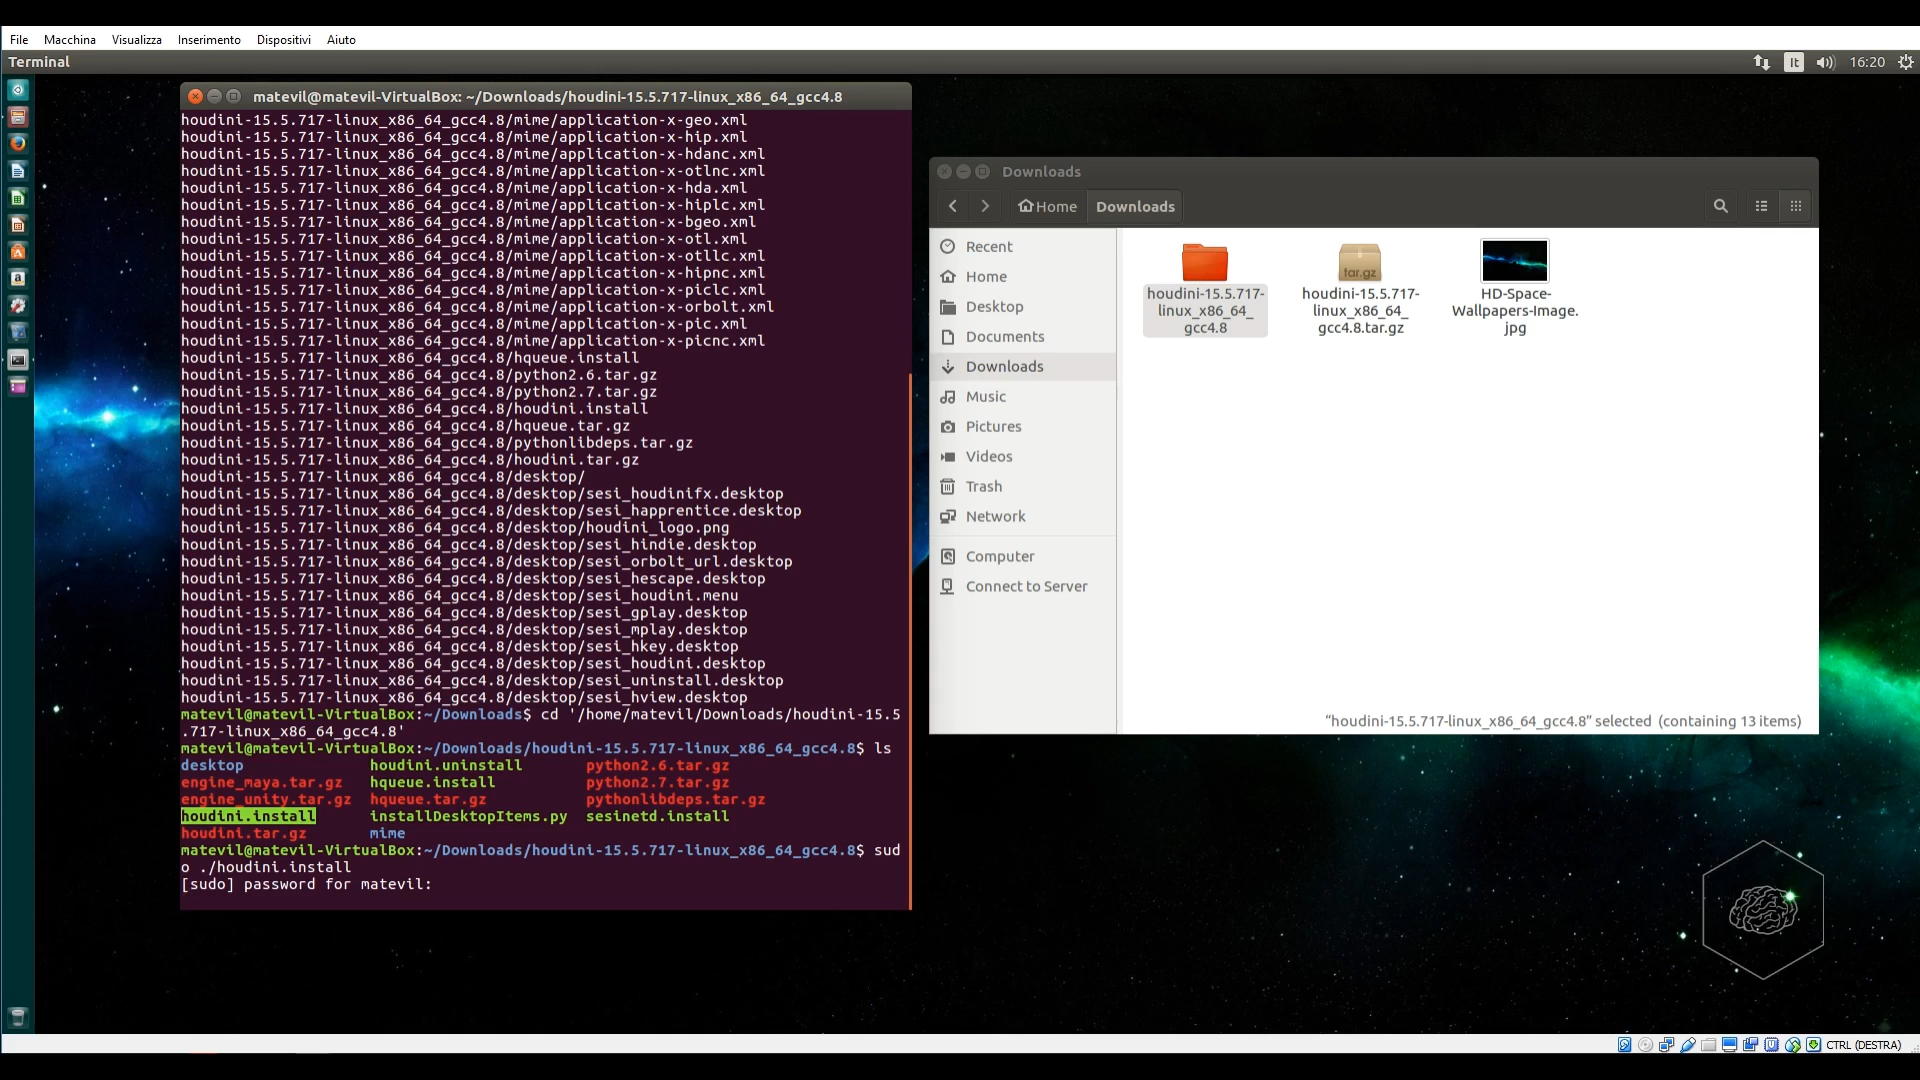 File Macchina Visualizza Inserimento Dispositivi Aiuto
Terminal
It 16:20
matevil@matevil-VirtualBox: ~/Downloads/houdini-15.5.717-linux_x86_64_gcc4.8
houdini-15.5.717-linux_x86_64_gcc4.8/mime/application-x-geo.xml
houdini-15.5.717-linux_x86_64_gcc4.8/mime/application-x-hip.xml
houdini-15.5.717-linux_x86_64_gcc4.8/mime/application-x-hdanc.xml
houdini-15.5.717-linux_x86_64_gcc4.8/mime/application-x-otlnc.xml
houdini-15.5.717-linux_x86_64_gcc4.8/mime/application-x-hda.xml
houdini-15.5.717-linux_x86_64_gcc4.8/mime/application-x-hiplc.xml
houdini-15.5.717-linux_x86_64_gcc4.8/mime/application-x-bgeo.xml
houdini-15.5.717-linux_x86_64_gcc4.8/mime/application-x-otl.xml
houdini-15.5.717-linux_x86_64_gcc4.8/mime/application-x-otllc.xml
houdini-15.5.717-linux_x86_64_gcc4.8/mime/application-x-hipnc.xml
houdini-15.5.717-linux_x86_64_gcc4.8/mime/application-x-piclc.xml
houdini-15.5.717-linux_x86_64_gcc4.8/mime/application-x-orbolt.xml
houdini-15.5.717-linux_x86_64_gcc4.8/mime/application-x-pic.xml
houdini-15.5.717-linux_x86_64_gcc4.8/mime/application-x-picnc.xml
houdini-15.5.717-linux_x86_64_gcc4.8/hqueue.install
houdini-15.5.717-linux_x86_64_gcc4.8/python2.6.tar.gz
houdini-15.5.717-linux_x86_64_gcc4.8/python2.7.tar.gz
houdini-15.5.717-linux_x86_64_gcc4.8/houdini.install
houdini-15.5.717-linux_x86_64_gcc4.8/hqueue.tar.gz
houdini-15.5.717-linux_x86_64_gcc4.8/pythonlibdeps.tar.gz
houdini-15.5.717-linux_x86_64_gcc4.8/houdini.tar.gz
houdini-15.5.717-linux_x86_64_gcc4.8/desktop/
houdini-15.5.717-linux_x86_64_gcc4.8/desktop/sesi_houdinifx.desktop
houdini-15.5.717-linux_x86_64_gcc4.8/desktop/sesi_happrentice.desktop
houdini-15.5.717-linux_x86_64_gcc4.8/desktop/houdini_logo.png
houdini-15.5.717-linux_x86_64_gcc4.8/desktop/sesi_hindie.desktop
houdini-15.5.717-linux_x86_64_gcc4.8/desktop/sesi_orbolt_url.desktop
houdini-15.5.717-linux_x86_64_gcc4.8/desktop/sesi_hescape.desktop
houdini-15.5.717-linux_x86_64_gcc4.8/desktop/sesi_houdini.menu
houdini-15.5.717-linux_x86_64_gcc4.8/desktop/sesi_gplay.desktop
houdini-15.5.717-linux_x86_64_gcc4.8/desktop/sesi_mplay.desktop
houdini-15.5.717-linux_x86_64_gcc4.8/desktop/sesi_hkey.desktop
houdini-15.5.717-linux_x86_64_gcc4.8/desktop/sesi_houdini.desktop
houdini-15.5.717-linux_x86_64_gcc4.8/desktop/sesi_uninstall.desktop
houdini-15.5.717-linux_x86_64_gcc4.8/desktop/sesi_hview.desktop
matevil@matevil-VirtualBox:~/Downloads$ cd '/home/matevil/Downloads/houdini-15.5
.717-linux_x86_64_gcc4.8'
matevil@matevil-VirtualBox:~/Downloads/houdini-15.5.717-linux_x86_64_gcc4.8$ ls
desktop houdini.uninstall python2.6.tar.gz
engine_maya.tar.gz hqueue.install python2.7.tar.gz
engine_unity.tar.gz hqueue.tar.gz pythonlibdeps.tar.gz
houdini.install installDesktopItems.py sesinetd.install
houdini.tar.gz mime
matevil@matevil-VirtualBox:~/Downloads/houdini-15.5.717-linux_x86_64_gcc4.8$ sud
o ./houdini.install
[sudo] password for matevil:
Downloads
Home Downloads
Recent
Home
Desktop
Documents
Downloads
Music
Pictures
Videos
Trash
Network
Computer
Connect to Server
houdini-15.5.717-
linux_x86_64_
gcc4.8
tar.gz
houdini-15.5.717-
linux_x86_64_
gcc4.8.tar.gz
HD-Space-
Wallpapers-Image.
jpg
“houdini-15.5.717-linux_x86_64_gcc4.8” selected (containing 13 items)
CTRL (DESTRA)